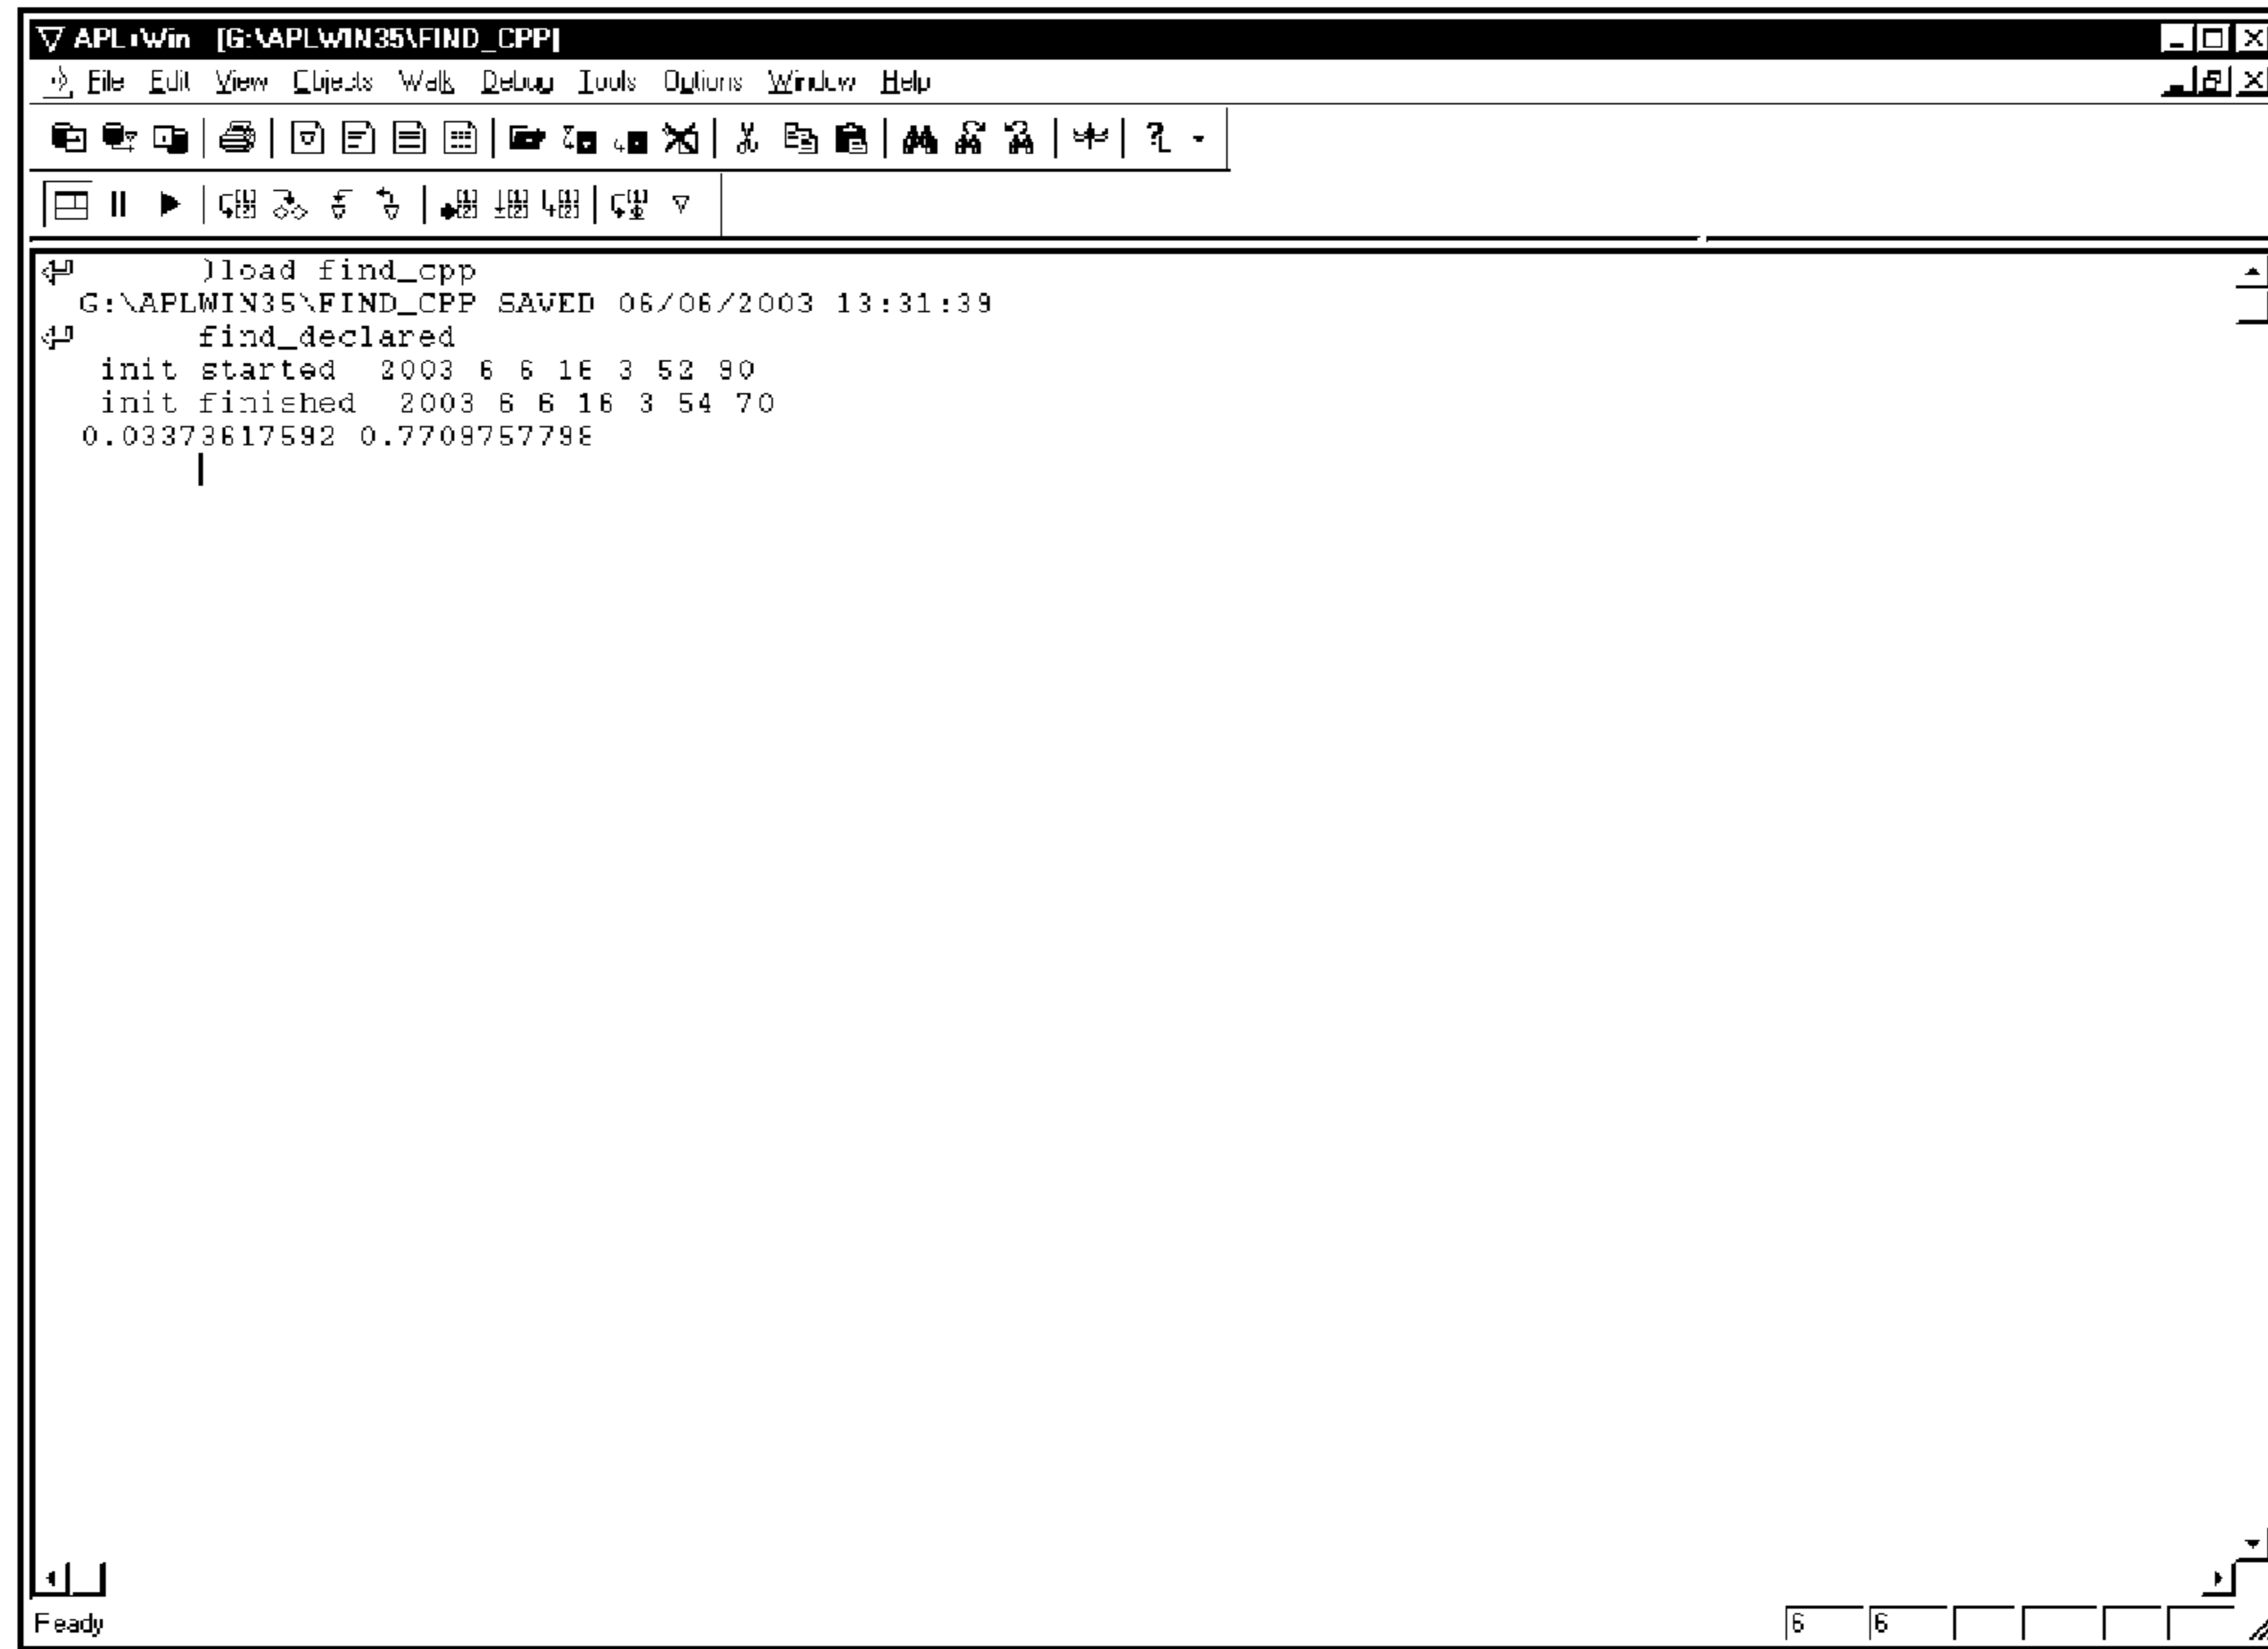 APL+Win [G:\APLWIN35\FIND_CPP]
File Edit View Objects Walk Debug Tools Options Window Help
)load find_cpp
G:\APLWIN35\FIND_CPP SAVED 06/06/2003 13:31:39
find_declared
init started 2003 6 6 16 3 52 90
init finished 2003 6 6 16 3 54 70
0.03373617592 0.7709757798
Ready 6 6